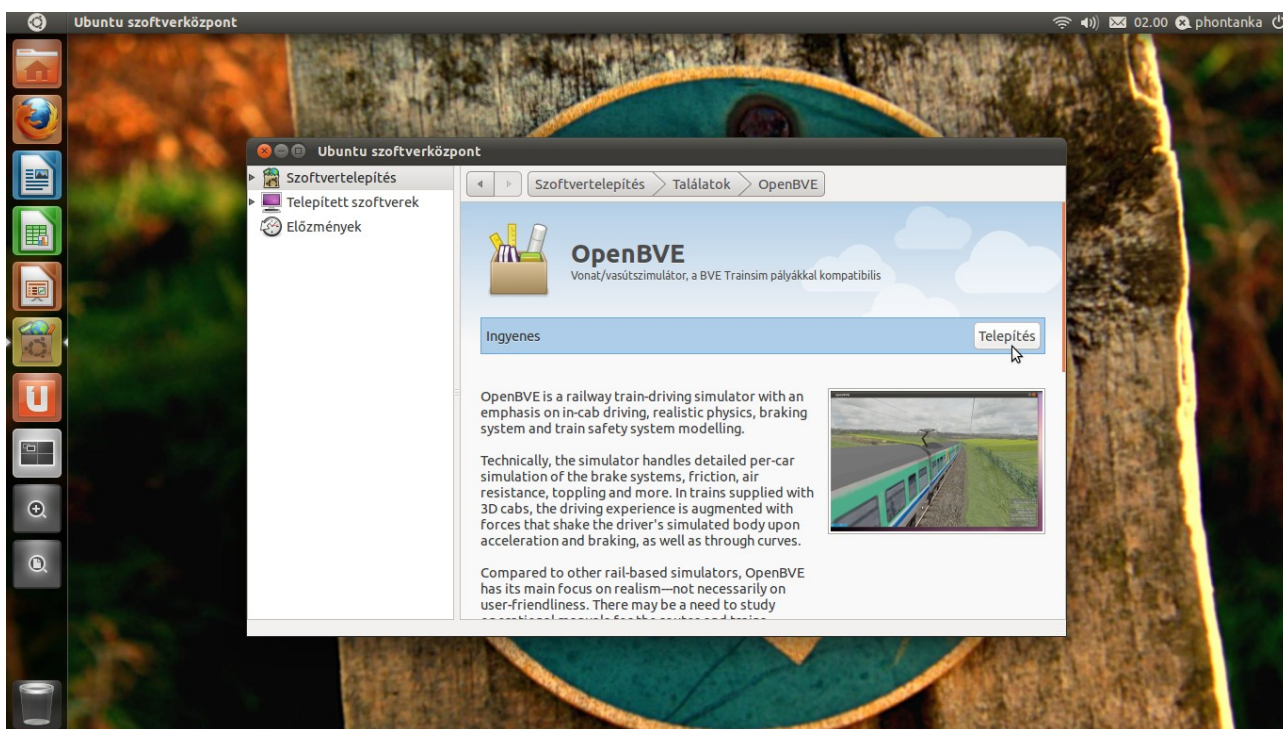 Ubuntu szoftverközpont
02.00
phontanka
Ubuntu szoftverközpont
Szoftvertelepítés
Telepített szoftverek
Előzmények
Szoftvertelepítés
Találatok
OpenBVE
OpenBVE
Vonat/vasútszimulátor, a BVE Trainsim pályákkal kompatibilis
Ingyenes
Telepítés
OpenBVE is a railway train-driving simulator with an
emphasis on in-cab driving, realistic physics, braking
system and train safety system modelling.
Technically, the simulator handles detailed per-car
simulation of the brake systems, friction, air
resistance, toppling and more. In trains supplied with
3D cabs, the driving experience is augmented with
forces that shake the driver's simulated body upon
acceleration and braking, as well as through curves.
Compared to other rail-based simulators, OpenBVE
has its main focus on realism—not necessarily on
user-friendliness. There may be a need to study